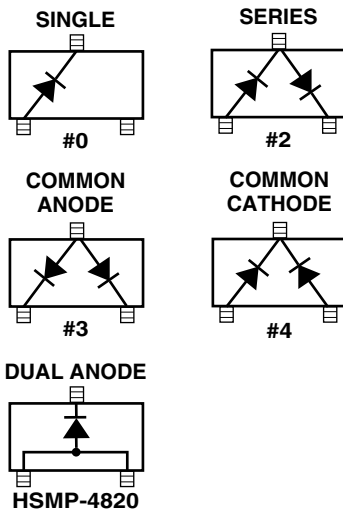 SINGLE
SERIES
#0
#2
COMMON
ANODE
COMMON
CATHODE
#3
#4
DUAL ANODE
HSMP-4820